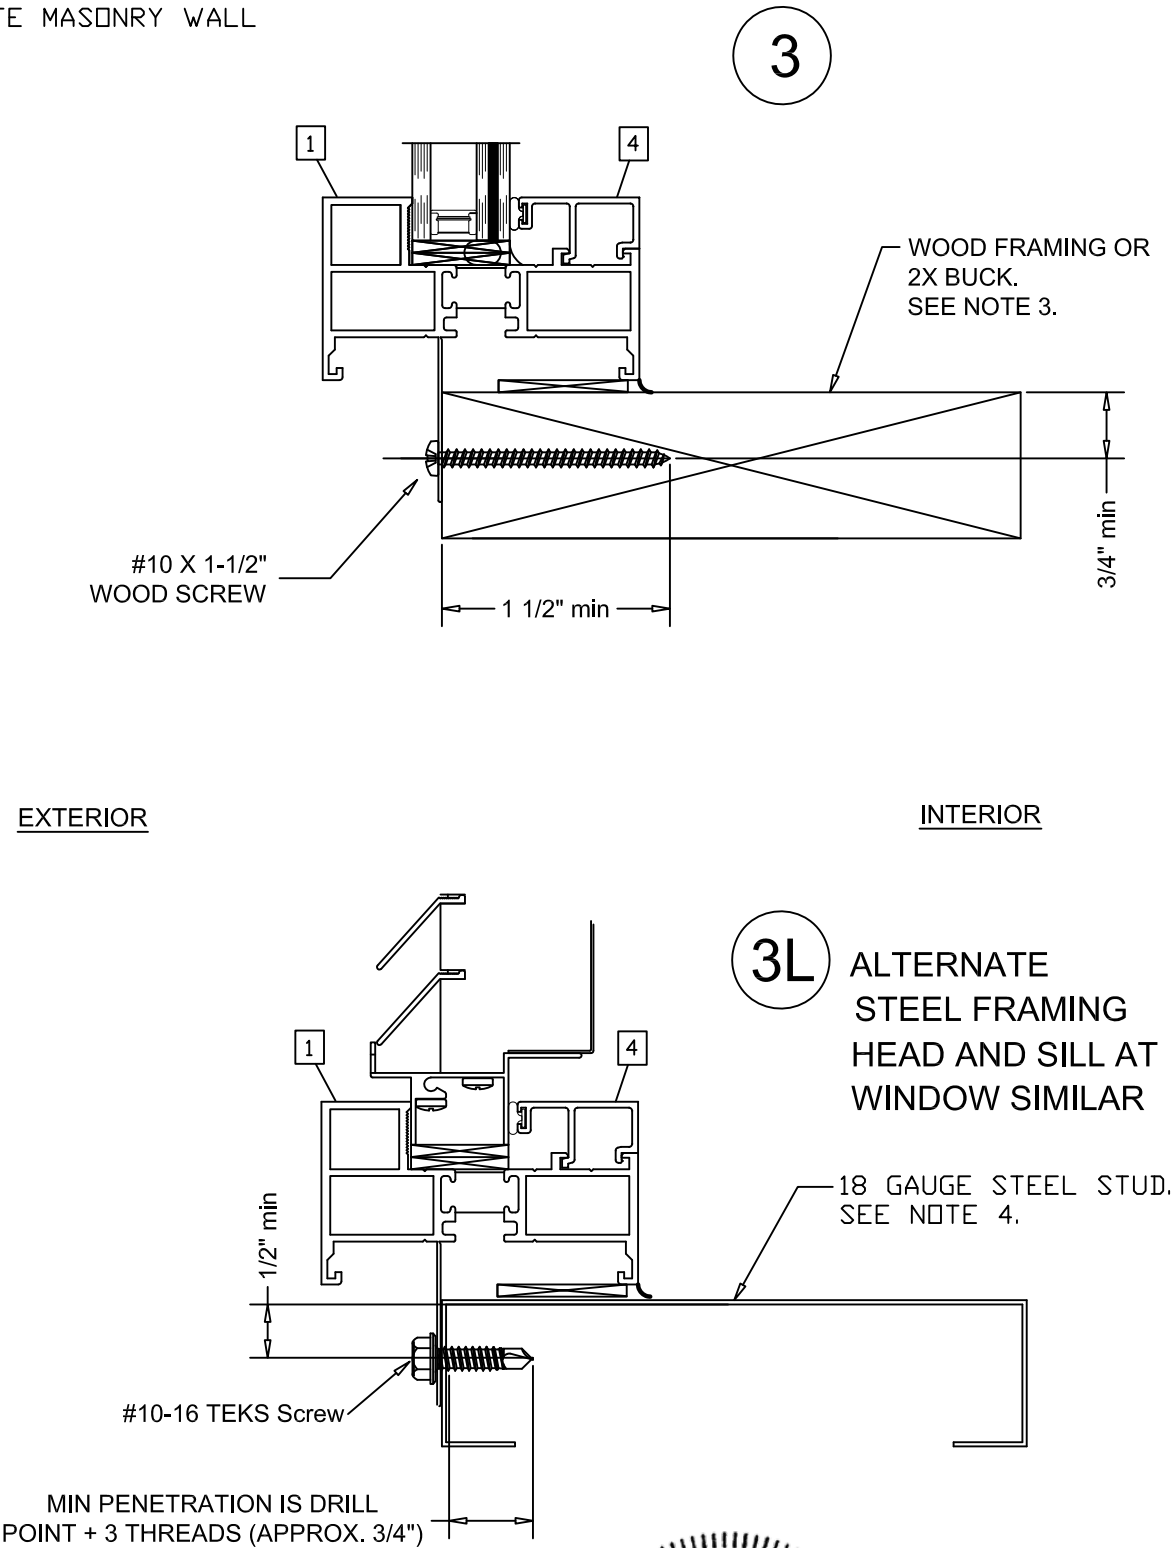 MASONRY WALL
3
1
4
WOOD FRAMING OR
2X BUCK.
SEE NOTE 3.
3/4" min
#10 X 1-1/2"
WOOD SCREW
1 1/2" min
EXTERIOR
INTERIOR
3L
ALTERNATE
STEEL FRAMING
HEAD AND SILL AT
WINDOW SIMILAR
1
4
18 GAUGE STEEL STUD.
SEE NOTE 4.
1/2" min
#10-16 TEKS Screw
MIN PENETRATION IS DRILL
POINT + 3 THREADS (APPROX. 3/4")